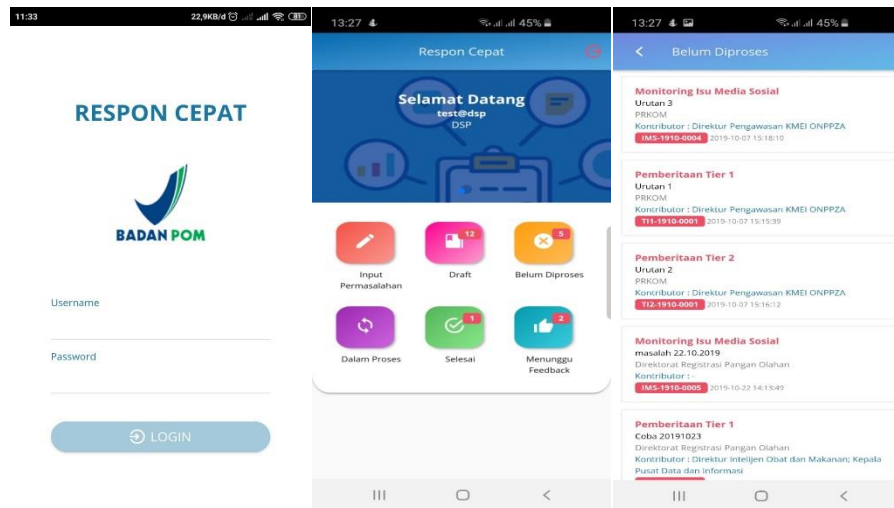 11:33
22,9KB/d
RESPON CEPAT
BADAN POM
Username
Password
LOGIN
13:27
45%
Respon Cepat
Selamat Datang
test@dsp
DSP
Input
Permasalahan
12
Draft
5
Belum Diproses
Dalam Proses
1
Selesai
2
Menunggu
Feedback
13:27
45%
Belum Diproses
Monitoring Isu Media Sosial
Urutan 3
PRKOM
Kontributor : Direktur Pengawasan KMEI ONPPZA
IMS-1910-0004 2019-10-07 15:18:10
Pemberitaan Tier 1
Urutan 1
PRKOM
Kontributor : Direktur Pengawasan KMEI ONPPZA
TI1-1910-0001 2019-10-07 15:15:39
Pemberitaan Tier 2
Urutan 2
PRKOM
Kontributor : Direktur Pengawasan KMEI ONPPZA
TI2-1910-0001 2019-10-07 15:16:12
Monitoring Isu Media Sosial
masalah 22.10.2019
Direktorat Registrasi Pangan Olahan
Kontributor : -
IMS-1910-0005 2019-10-22 14:13:49
Pemberitaan Tier 1
Coba 20191023
Direktorat Registrasi Pangan Olahan
Kontributor : Direktur Intelijen Obat dan Makanan; Kepala
Pusat Data dan Informasi